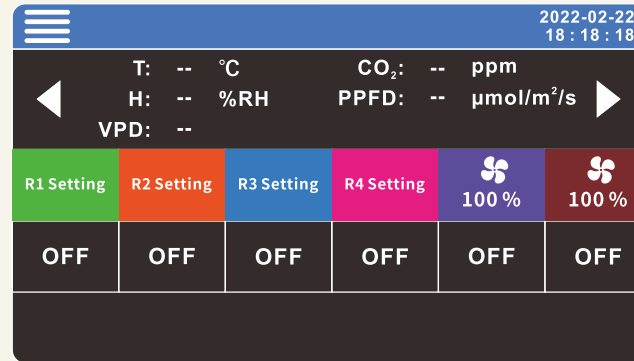 2022-02-22
18 : 18 : 18
T: -- °C CO₂: -- ppm
H: -- %RH PPFD: -- μmol/m²/s
VPD: --
R1 Setting R2 Setting R3 Setting R4 Setting 100 % 100 %
OFF OFF OFF OFF OFF OFF